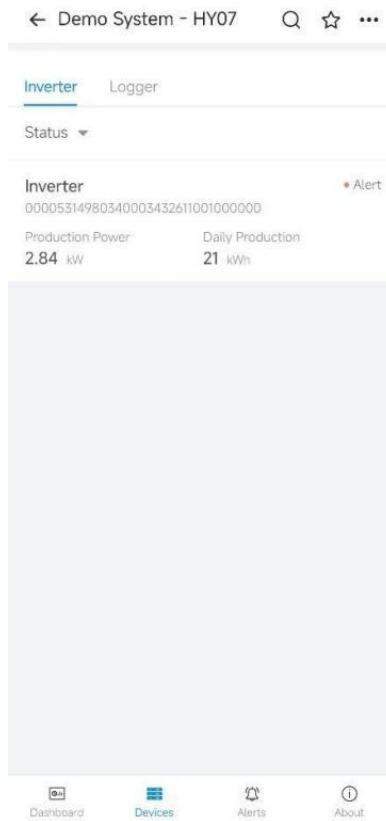 Demo System - HY07
Inverter Logger
Status
Inverter
Alert
00005314980340003432611001000000
Production Power Daily Production
2.84 kW 21 kWh
Dashboard Devices Alerts About